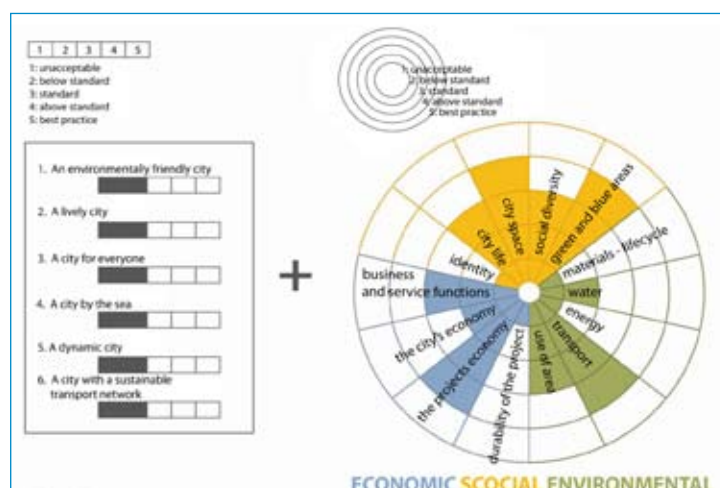 1 2 3 4 5
1: unacceptable
2: below standard
3: standard
4: above standard
5: best practice
1: unacceptable
2: below standard
3: standard
4: above standard
5: best practice
1. An environmentally friendly city
2. A lively city
3. A city for everyone
4. A city by the sea
5. A dynamic city
6. A city with a sustainable
transport network
+
city life
city space
social diversity
green and blue areas
identity
materials - lifecycle
business
and service functions
water
the city's economy
energy
transport
the projects economy
durability of the project
use of area
ECONOMIC SCOCIAL ENVIRONMENTAL